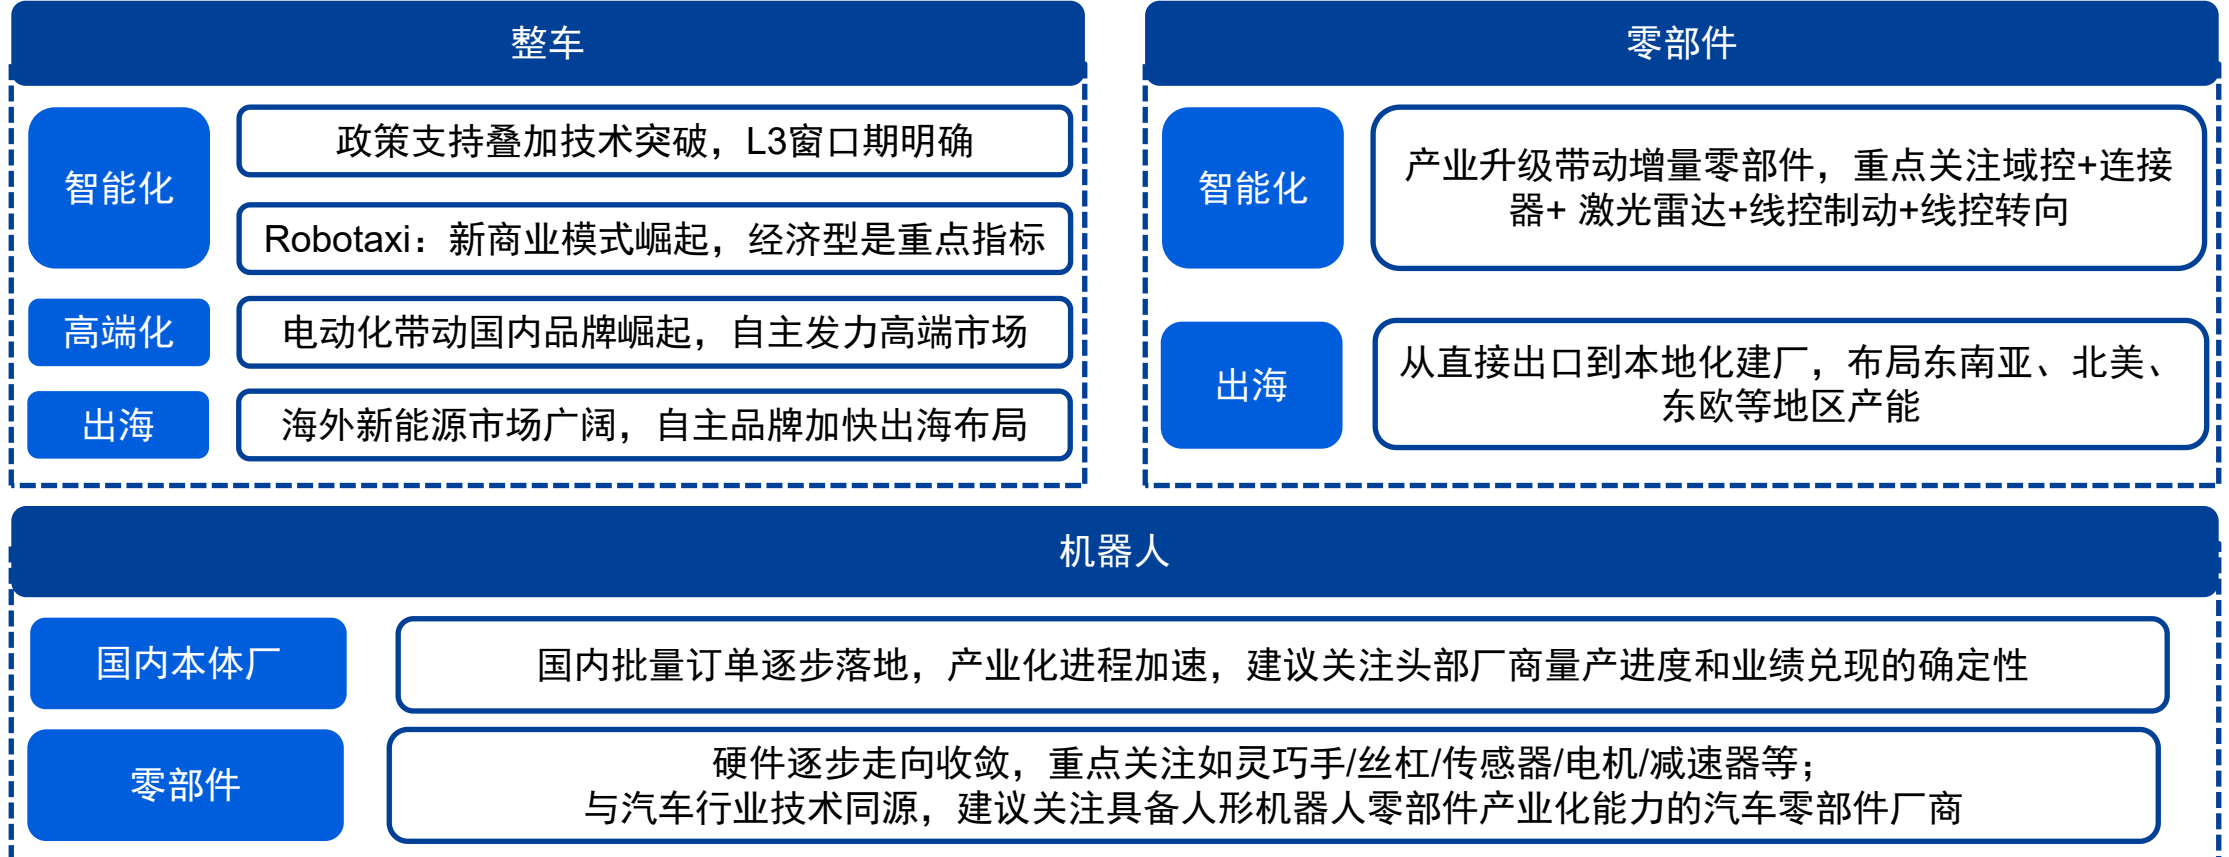 整车
智能化
政策支持叠加技术突破，L3窗口期明确
Robotaxi：新商业模式崛起，经济型是重点指标
高端化
电动化带动国内品牌崛起，自主发力高端市场
出海
海外新能源市场广阔，自主品牌加快出海布局
零部件
智能化
产业升级带动增量零部件，重点关注域控+连接
器+ 激光雷达+线控制动+线控转向
出海
从直接出口到本地化建厂，布局东南亚、北美、
东欧等地区产能
机器人
国内本体厂
国内批量订单逐步落地，产业化进程加速，建议关注头部厂商量产进度和业绩兑现的确定性
零部件
硬件逐步走向收敛，重点关注如灵巧手/丝杠/传感器/电机/减速器等；
与汽车行业技术同源，建议关注具备人形机器人零部件产业化能力的汽车零部件厂商